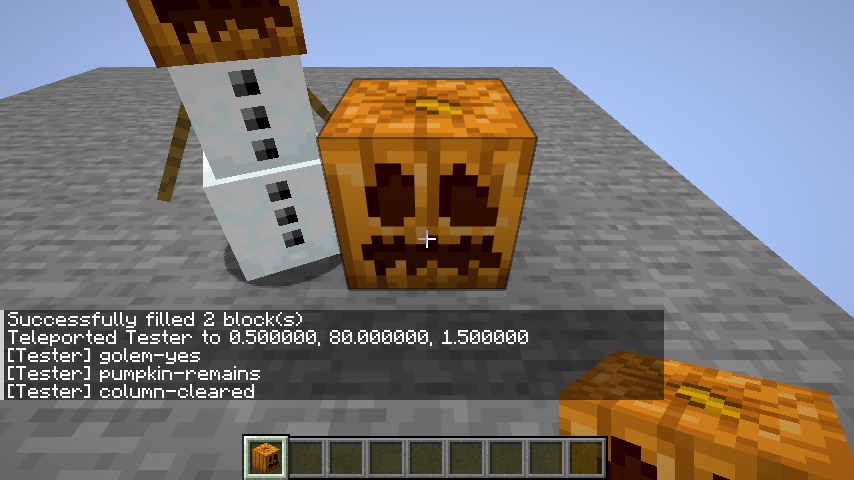 Successfully filled 2 block(s)
Teleported Tester to 0.500000, 80.000000, 1.500000
[Tester] golem-yes
[Tester] pumpkin-remains
[Tester] column-cleared